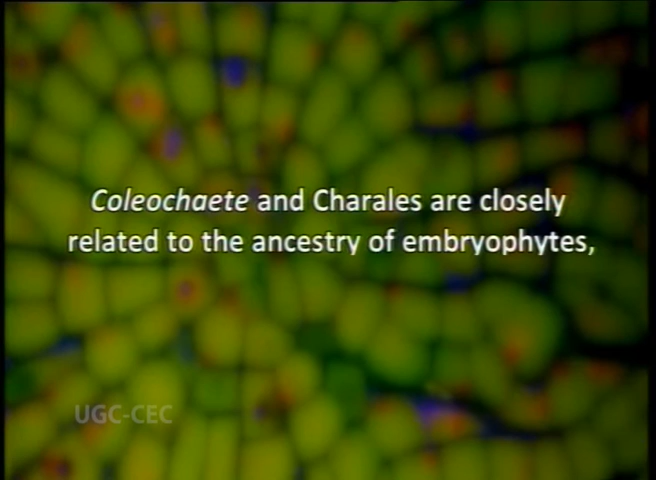 Coleochaete and Charales are closely
related to the ancestry of embryophytes,
UGC-CEC